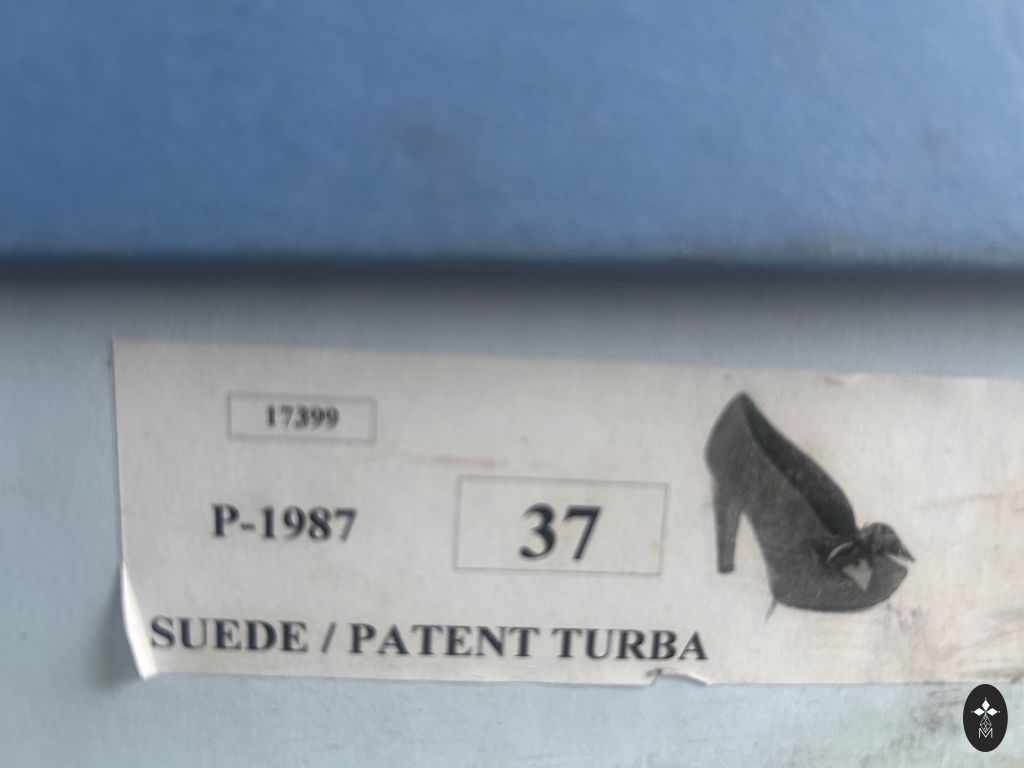 17399
P-1987
37
SUEDE / PATENT TURBA
M